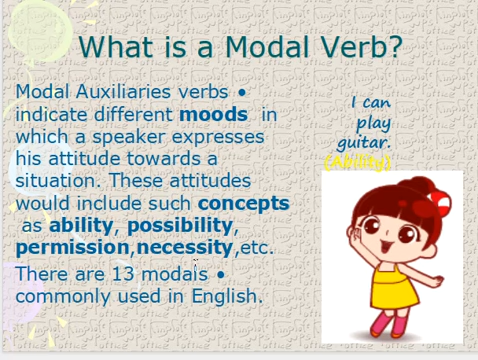 What is a Modal Verb?
Modal Auxiliaries verbs •
indicate different moods in
which a speaker expresses
his attitude towards a
situation. These attitudes
would include such concepts
as ability, possibility,
permission,necessity,etc.
There are 13 modals •
commonly used in English.
I can
play
guitar.
(Ability)